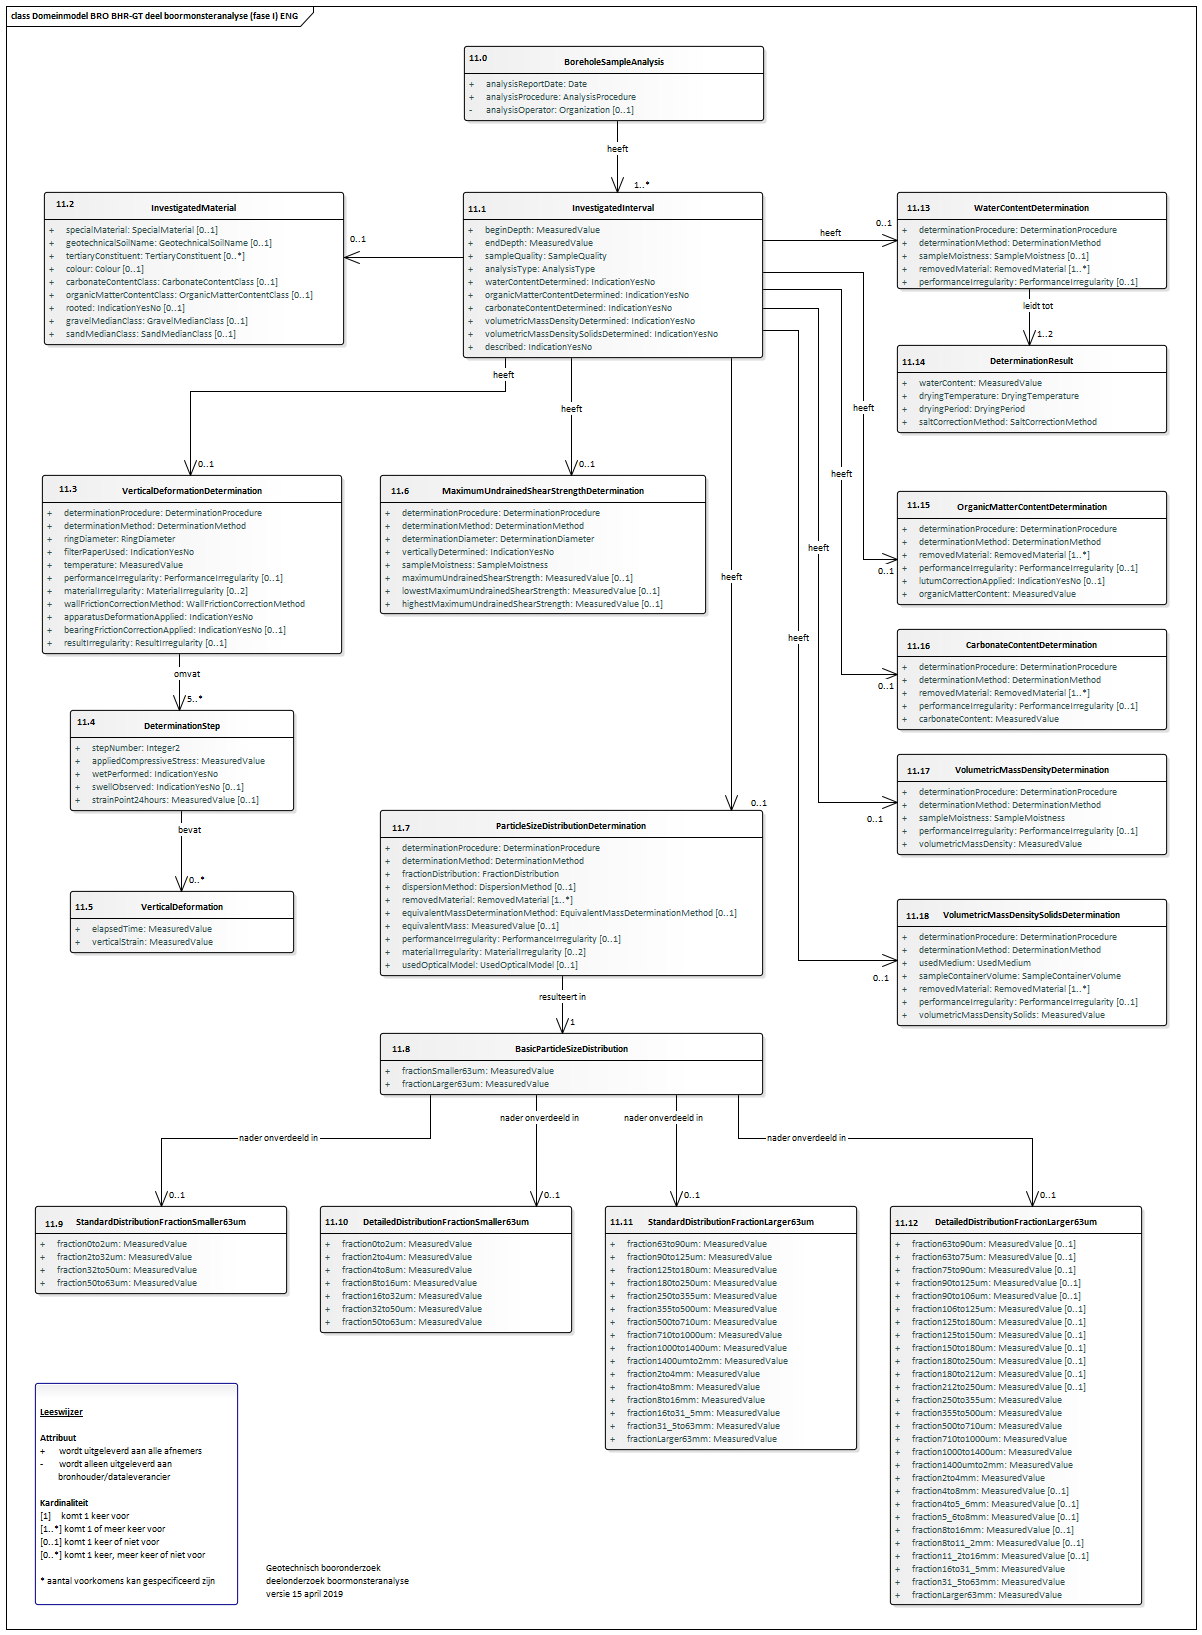 class Domeinmodel BRO BHR-GT deel boormonsteranalyse (fase I) ENG
11.0 BoreholeSampleAnalysis
+ analysisReportDate: Date
+ analysisProcedure: AnalysisProcedure
- analysisOperator: Organization [0..1]
heeft
1..*
11.2 InvestigatedMaterial
+ specialMaterial: SpecialMaterial [0..1]
+ geotechnicalSoilName: GeotechnicalSoilName [0..1]
+ tertiaryConstituent: TertiaryConstituent [0..*]
+ colour: Colour [0..1]
+ carbonateContentClass: CarbonateContentClass [0..1]
+ organicMatterContentClass: OrganicMatterContentClass [0..1]
+ rooted: IndicationYesNo [0..1]
+ gravelMedianClass: GravelMedianClass [0..1]
+ sandMedianClass: SandMedianClass [0..1]
0..1
11.1 InvestigatedInterval
+ beginDepth: MeasuredValue
+ endDepth: MeasuredValue
+ sampleQuality: SampleQuality
+ analysisType: AnalysisType
+ waterContentDetermined: IndicationYesNo
+ organicMatterContentDetermined: IndicationYesNo
+ carbonateContentDetermined: IndicationYesNo
+ volumetricMassDensityDetermined: IndicationYesNo
+ volumetricMassDensitySolidsDetermined: IndicationYesNo
+ described: IndicationYesNo
heeft
0..1
11.13 WaterContentDetermination
+ determinationProcedure: DeterminationProcedure
+ determinationMethod: DeterminationMethod
+ sampleMoistness: SampleMoistness [0..1]
+ removedMaterial: RemovedMaterial [1..*]
+ performanceIrregularity: PerformanceIrregularity [0..1]
leidt tot
1..2
11.14 DeterminationResult
+ waterContent: MeasuredValue
+ dryingTemperature: DryingTemperature
+ dryingPeriod: DryingPeriod
+ saltCorrectionMethod: SaltCorrectionMethod
heeft
0..1
heeft
0..1
heeft
0..1
heeft
0..1
heeft
0..1
heeft
0..1
heeft
0..1
11.3 VerticalDeformationDetermination
+ determinationProcedure: DeterminationProcedure
+ determinationMethod: DeterminationMethod
+ ringDiameter: RingDiameter
+ filterPaperUsed: IndicationYesNo
+ temperature: MeasuredValue
+ performanceIrregularity: PerformanceIrregularity [0..1]
+ materialIrregularity: MaterialIrregularity [0..2]
+ wallFrictionCorrectionMethod: WallFrictionCorrectionMethod
+ apparatusDeformationApplied: IndicationYesNo
+ bearingFrictionCorrectionApplied: IndicationYesNo [0..1]
+ resultIrregularity: ResultIrregularity [0..1]
omvat
5..*
11.6 MaximumUndrainedShearStrengthDetermination
+ determinationProcedure: DeterminationProcedure
+ determinationMethod: DeterminationMethod
+ determinationDiameter: DeterminationDiameter
+ verticallyDetermined: IndicationYesNo
+ sampleMoistness: SampleMoistness
+ maximumUndrainedShearStrength: MeasuredValue [0..1]
+ lowestMaximumUndrainedShearStrength: MeasuredValue [0..1]
+ highestMaximumUndrainedShearStrength: MeasuredValue [0..1]
11.15 OrganicMatterContentDetermination
+ determinationProcedure: DeterminationProcedure
+ determinationMethod: DeterminationMethod
+ removedMaterial: RemovedMaterial [1..*]
+ performanceIrregularity: PerformanceIrregularity [0..1]
+ lutumCorrectionApplied: IndicationYesNo [0..1]
+ organicMatterContent: MeasuredValue
11.16 CarbonateContentDetermination
+ determinationProcedure: DeterminationProcedure
+ determinationMethod: DeterminationMethod
+ removedMaterial: RemovedMaterial [1..*]
+ performanceIrregularity: PerformanceIrregularity [0..1]
+ carbonateContent: MeasuredValue
11.4 DeterminationStep
+ stepNumber: Integer2
+ appliedCompressiveStress: MeasuredValue
+ wetPerformed: IndicationYesNo
+ swellObserved: IndicationYesNo [0..1]
+ strainPoint24hours: MeasuredValue [0..1]
bevat
0..*
11.5 VerticalDeformation
+ elapsedTime: MeasuredValue
+ verticalStrain: MeasuredValue
11.7 ParticleSizeDistributionDetermination
+ determinationProcedure: DeterminationProcedure
+ determinationMethod: DeterminationMethod
+ fractionDistribution: FractionDistribution
+ dispersionMethod: DispersionMethod [0..1]
+ removedMaterial: RemovedMaterial [1..*]
+ equivalentMassDeterminationMethod: EquivalentMassDeterminationMethod [0..1]
+ equivalentMass: MeasuredValue [0..1]
+ performanceIrregularity: PerformanceIrregularity [0..1]
+ materialIrregularity: MaterialIrregularity [0..2]
+ usedOpticalModel: UsedOpticalModel [0..1]
resulteert in
1
11.17 VolumetricMassDensityDetermination
+ determinationProcedure: DeterminationProcedure
+ determinationMethod: DeterminationMethod
+ sampleMoistness: SampleMoistness
+ performanceIrregularity: PerformanceIrregularity [0..1]
+ volumetricMassDensity: MeasuredValue
11.18 VolumetricMassDensitySolidsDetermination
+ determinationProcedure: DeterminationProcedure
+ determinationMethod: DeterminationMethod
+ usedMedium: UsedMedium
+ sampleContainerVolume: SampleContainerVolume
+ removedMaterial: RemovedMaterial [1..*]
+ performanceIrregularity: PerformanceIrregularity [0..1]
+ volumetricMassDensitySolids: MeasuredValue
11.8 BasicParticleSizeDistribution
+ fractionSmaller63um: MeasuredValue
+ fractionLarger63um: MeasuredValue
nader onverdeeld in
0..1
nader onverdeeld in
0..1
nader onverdeeld in
0..1
nader onverdeeld in
0..1
11.9 StandardDistributionFractionSmaller63um
+ fraction0to2um: MeasuredValue
+ fraction2to32um: MeasuredValue
+ fraction32to50um: MeasuredValue
+ fraction50to63um: MeasuredValue
11.10 DetailedDistributionFractionSmaller63um
+ fraction0to2um: MeasuredValue
+ fraction2to4um: MeasuredValue
+ fraction4to8um: MeasuredValue
+ fraction8to16um: MeasuredValue
+ fraction16to32um: MeasuredValue
+ fraction32to50um: MeasuredValue
+ fraction50to63um: MeasuredValue
11.11 StandardDistributionFractionLarger63um
+ fraction63to90um: MeasuredValue
+ fraction90to125um: MeasuredValue
+ fraction125to180um: MeasuredValue
+ fraction180to250um: MeasuredValue
+ fraction250to355um: MeasuredValue
+ fraction355to500um: MeasuredValue
+ fraction500to710um: MeasuredValue
+ fraction710to1000um: MeasuredValue
+ fraction1000to1400um: MeasuredValue
+ fraction1400umto2mm: MeasuredValue
+ fraction2to4mm: MeasuredValue
+ fraction4to8mm: MeasuredValue
+ fraction8to16mm: MeasuredValue
+ fraction16to31_5mm: MeasuredValue
+ fraction31_5to63mm: MeasuredValue
+ fractionLarger63mm: MeasuredValue
11.12 DetailedDistributionFractionLarger63um
+ fraction63to90um: MeasuredValue [0..1]
+ fraction63to75um: MeasuredValue [0..1]
+ fraction75to90um: MeasuredValue [0..1]
+ fraction90to125um: MeasuredValue [0..1]
+ fraction90to106um: MeasuredValue [0..1]
+ fraction106to125um: MeasuredValue [0..1]
+ fraction125to180um: MeasuredValue [0..1]
+ fraction125to150um: MeasuredValue [0..1]
+ fraction150to180um: MeasuredValue [0..1]
+ fraction180to250um: MeasuredValue [0..1]
+ fraction180to212um: MeasuredValue [0..1]
+ fraction212to250um: MeasuredValue [0..1]
+ fraction250to355um: MeasuredValue
+ fraction355to500um: MeasuredValue
+ fraction500to710um: MeasuredValue
+ fraction710to1000um: MeasuredValue
+ fraction1000to1400um: MeasuredValue
+ fraction1400umto2mm: MeasuredValue
+ fraction2to4mm: MeasuredValue
+ fraction4to8mm: MeasuredValue [0..1]
+ fraction4to5_6mm: MeasuredValue [0..1]
+ fraction5_6to8mm: MeasuredValue [0..1]
+ fraction8to16mm: MeasuredValue [0..1]
+ fraction8to11_2mm: MeasuredValue [0..1]
+ fraction11_2to16mm: MeasuredValue [0..1]
+ fraction16to31_5mm: MeasuredValue
+ fraction31_5to63mm: MeasuredValue
+ fractionLarger63mm: MeasuredValue
Leeswijzer
Attribuut
+ wordt uitgeleverd aan alle afnemers
- wordt alleen uitgeleverd aan
bronhouder/dataleverancier
Kardinaliteit
[1] komt 1 keer voor
[1..*] komt 1 of meer keer voor
[0..1] komt 1 keer of niet voor
[0..*] komt 1 keer, meer keer of niet voor
* aantal voorkomens kan gespecificeerd zijn
Geotechnisch booronderzoek
deelonderzoek boormonsteranalyse
versie 15 april 2019